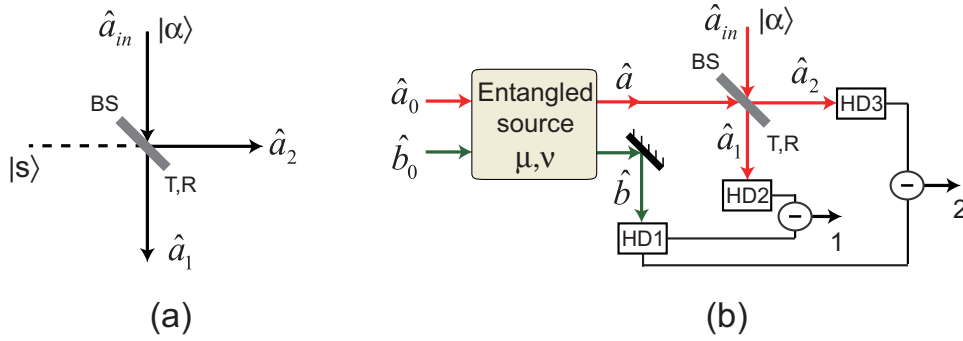 â_in |α⟩
BS
|s⟩
T,R
â_2
â_1
(a)
â_0
b̂_0
Entangled
source
μ,ν
â
b̂
â_in |α⟩
BS
T,R
â_1
â_2
HD3
HD2
HD1
−
1
−
2
(b)